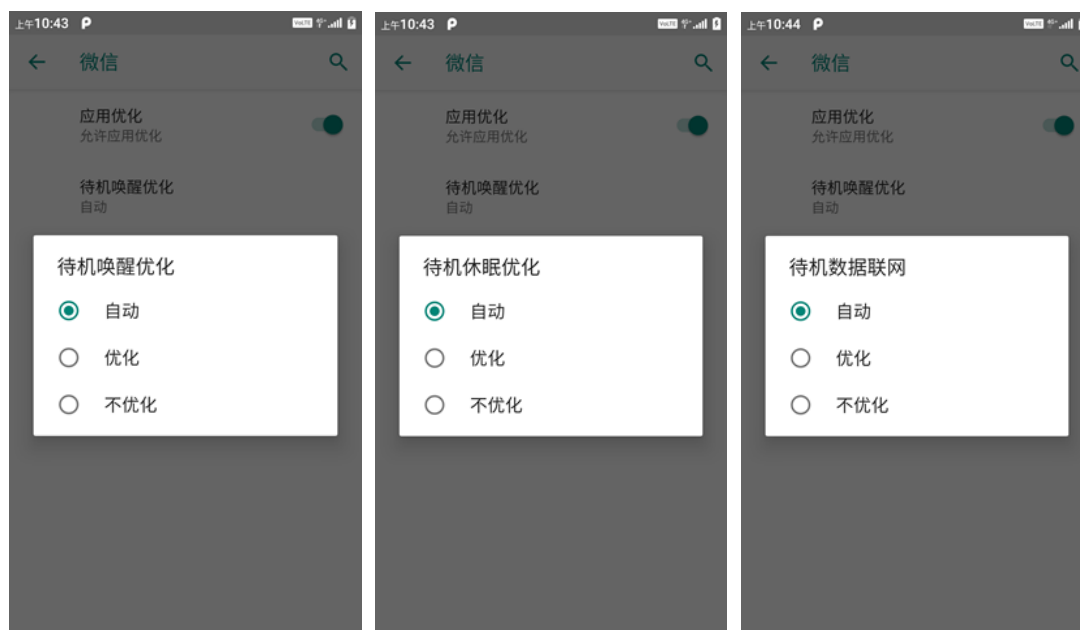 上午10:43
微信
应用优化
允许应用优化
待机唤醒优化
自动
待机唤醒优化
自动
优化
不优化
上午10:43
微信
应用优化
允许应用优化
待机唤醒优化
自动
待机休眠优化
自动
优化
不优化
上午10:44
微信
应用优化
允许应用优化
待机唤醒优化
自动
待机数据联网
自动
优化
不优化